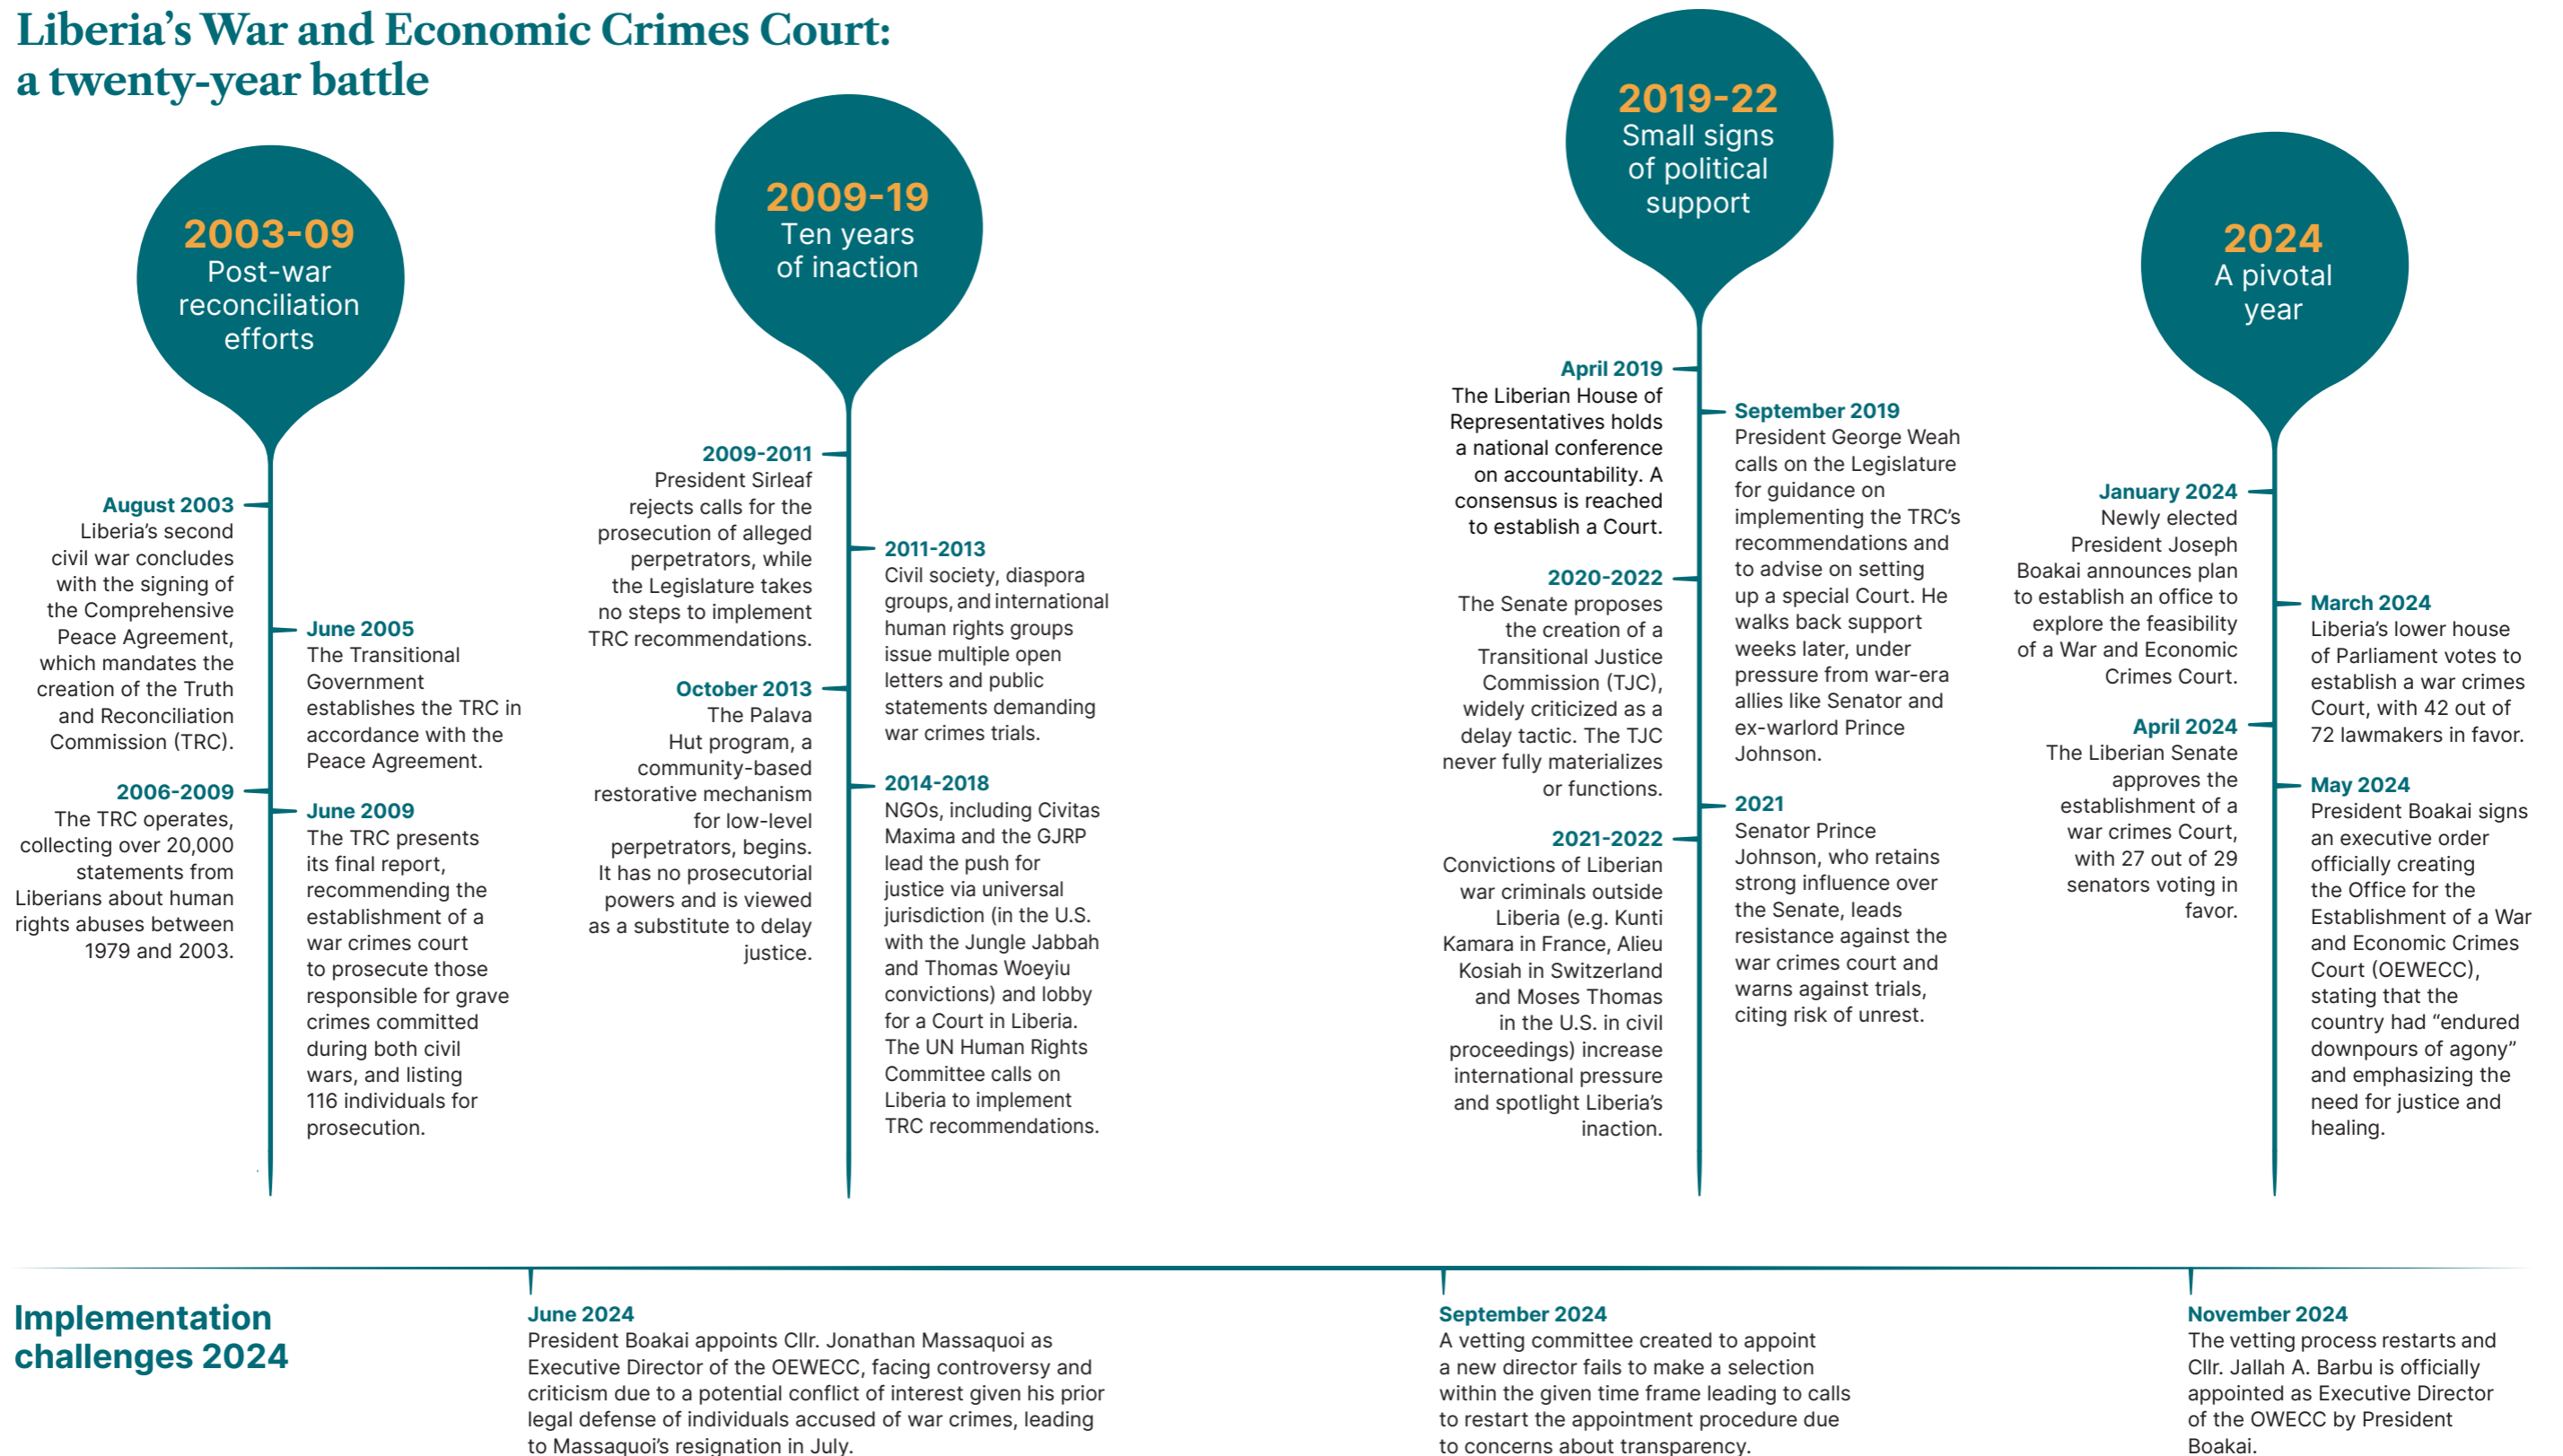 Liberia’s War and Economic Crimes Court:
a twenty-year battle
2003-09
Post-war
reconciliation
efforts
August 2003
Liberia’s second
civil war concludes
with the signing of
the Comprehensive
Peace Agreement,
which mandates the
creation of the Truth
and Reconciliation
Commission (TRC).
June 2005
The Transitional
Government
establishes the TRC in
accordance with the
Peace Agreement.
2006-2009
The TRC operates,
collecting over 20,000
statements from
Liberians about human
rights abuses between
1979 and 2003.
June 2009
The TRC presents
its final report,
recommending the
establishment of a
war crimes court
to prosecute those
responsible for grave
crimes committed
during both civil
wars, and listing
116 individuals for
prosecution.
2009-19
Ten years
of inaction
2009-2011
President Sirleaf
rejects calls for the
prosecution of alleged
perpetrators, while
the Legislature takes
no steps to implement
TRC recommendations.
2011-2013
Civil society, diaspora
groups, and international
human rights groups
issue multiple open
letters and public
statements demanding
war crimes trials.
October 2013
The Palava
Hut program, a
community-based
restorative mechanism
for low-level
perpetrators, begins.
It has no prosecutorial
powers and is viewed
as a substitute to delay
justice.
2014-2018
NGOs, including Civitas
Maxima and the GJRP
lead the push for
justice via universal
jurisdiction (in the U.S.
with the Jungle Jabbah
and Thomas Woeyiu
convictions) and lobby
for a Court in Liberia.
The UN Human Rights
Committee calls on
Liberia to implement
TRC recommendations.
2019-22
Small signs
of political
support
April 2019
The Liberian House of
Representatives holds
a national conference
on accountability. A
consensus is reached
to establish a Court.
September 2019
President George Weah
calls on the Legislature
for guidance on
implementing the TRC’s
recommendations and
to advise on setting
up a special Court. He
walks back support
weeks later, under
pressure from war-era
allies like Senator and
ex-warlord Prince
Johnson.
2020-2022
The Senate proposes
the creation of a
Transitional Justice
Commission (TJC),
widely criticized as a
delay tactic. The TJC
never fully materializes
or functions.
2021
Senator Prince
Johnson, who retains
strong influence over
the Senate, leads
resistance against the
war crimes court and
warns against trials,
citing risk of unrest.
2021-2022
Convictions of Liberian
war criminals outside
Liberia (e.g. Kunti
Kamara in France, Alieu
Kosiah in Switzerland
and Moses Thomas
in the U.S. in civil
proceedings) increase
international pressure
and spotlight Liberia’s
inaction.
2024
A pivotal
year
January 2024
Newly elected
President Joseph
Boakai announces plan
to establish an office to
explore the feasibility
of a War and Economic
Crimes Court.
March 2024
Liberia’s lower house
of Parliament votes to
establish a war crimes
Court, with 42 out of
72 lawmakers in favor.
April 2024
The Liberian Senate
approves the
establishment of a
war crimes Court,
with 27 out of 29
senators voting in
favor.
May 2024
President Boakai signs
an executive order
officially creating
the Office for the
Establishment of a War
and Economic Crimes
Court (OEWECC),
stating that the
country had “endured
downpours of agony”
and emphasizing the
need for justice and
healing.
Implementation
challenges 2024
June 2024
President Boakai appoints Cllr. Jonathan Massaquoi as
Executive Director of the OEWECC, facing controversy and
criticism due to a potential conflict of interest given his prior
legal defense of individuals accused of war crimes, leading
to Massaquoi’s resignation in July.
September 2024
A vetting committee created to appoint
a new director fails to make a selection
within the given time frame leading to calls
to restart the appointment procedure due
to concerns about transparency.
November 2024
The vetting process restarts and
Cllr. Jallah A. Barbu is officially
appointed as Executive Director
of the OWECC by President
Boakai.